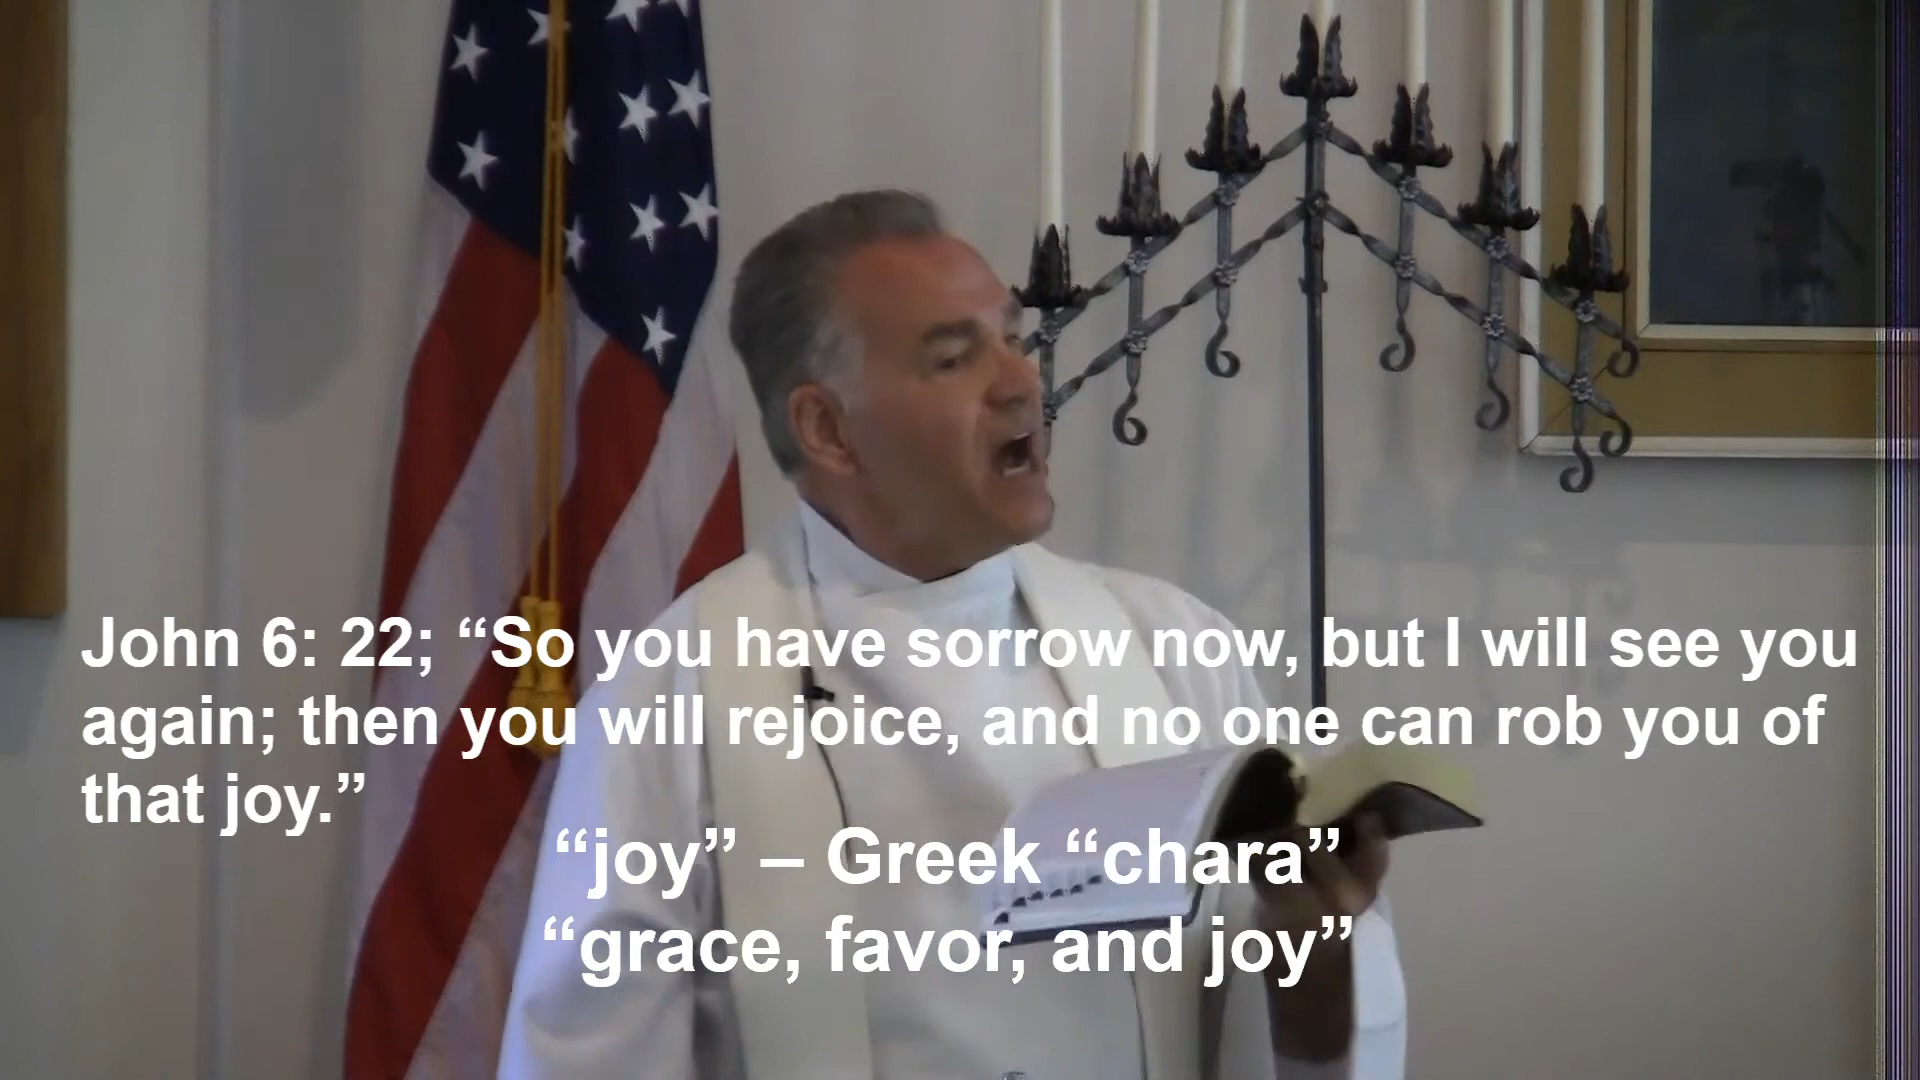 John 6: 22; “So you have sorrow now, but I will see you
again; then you will rejoice, and no one can rob you of
that joy.”
“joy” – Greek “chara”
“grace, favor, and joy”